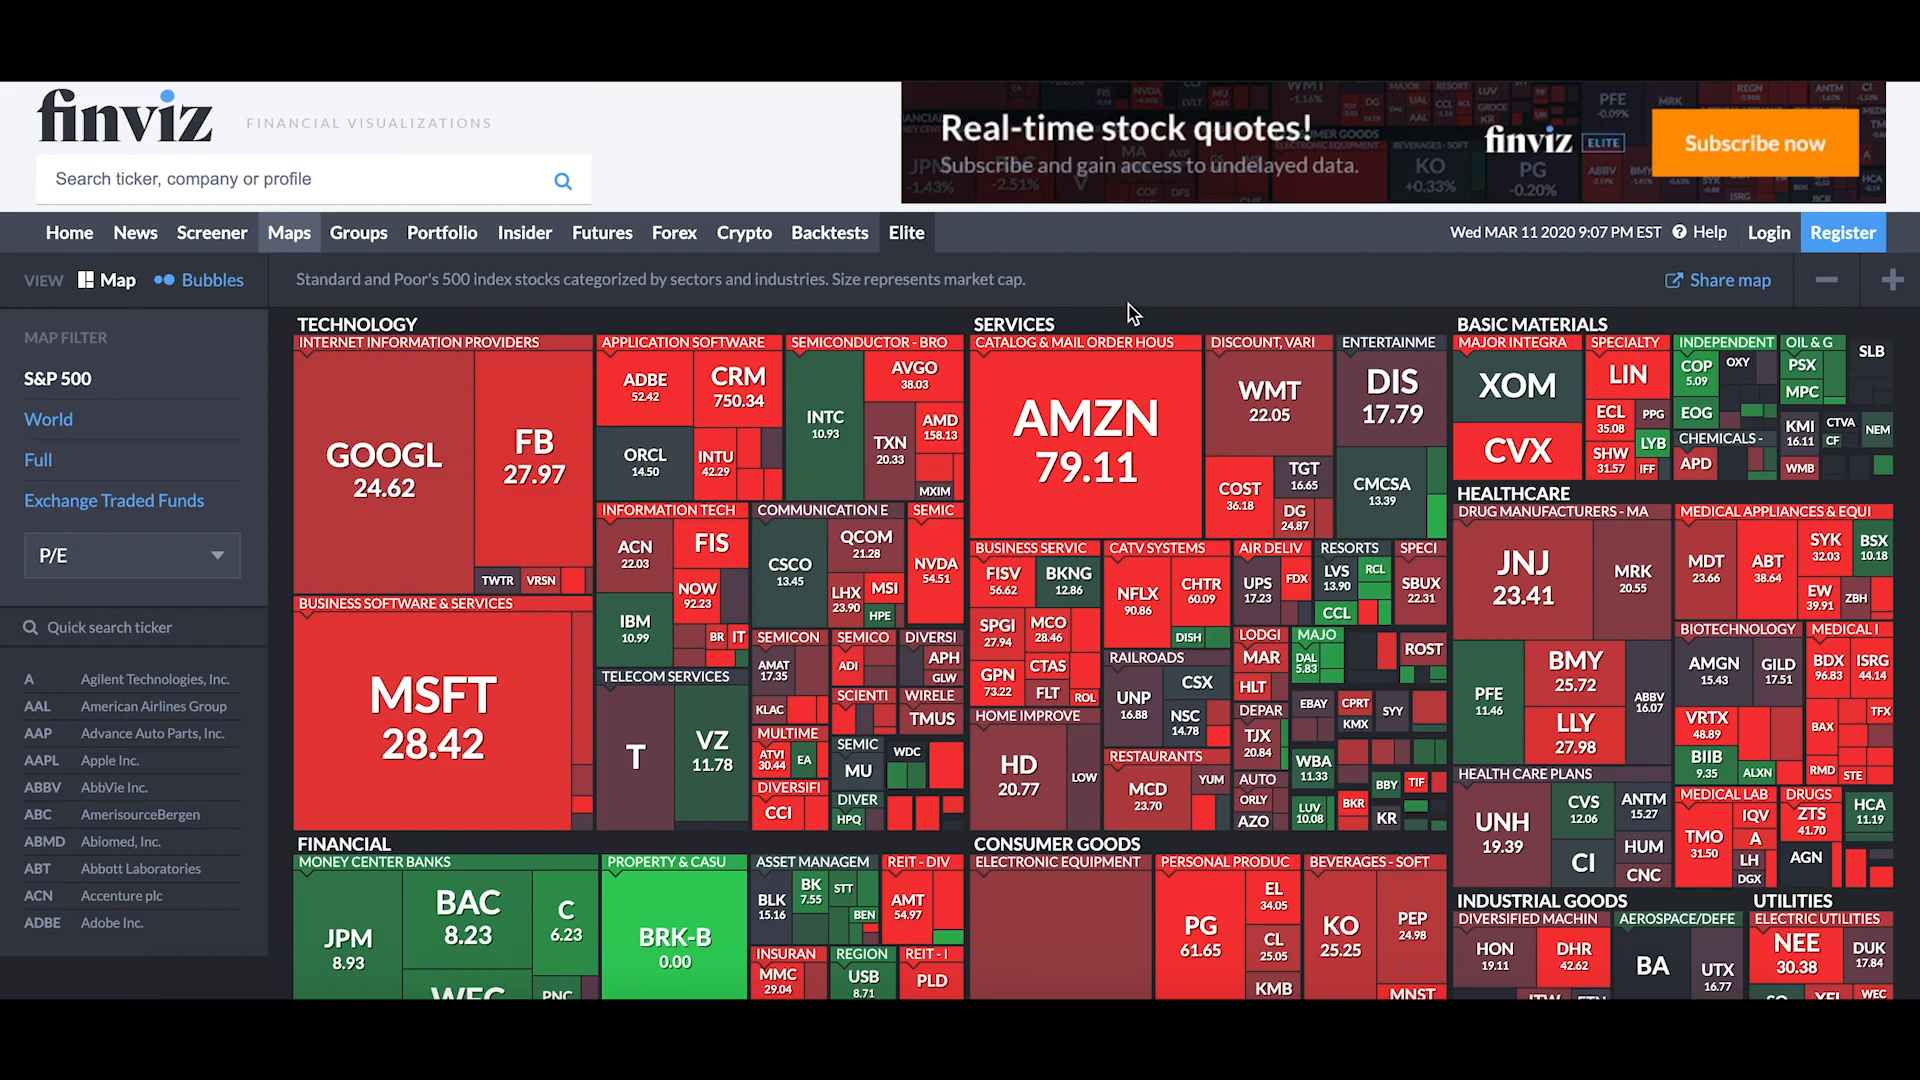 finviz
FINANCIAL VISUALIZATIONS
Search ticker, company or profile
Real-time stock quotes!
Subscribe and gain access to undelayed data.
finviz ELITE
Subscribe now
Home News Screener Maps Groups Portfolio Insider Futures Forex Crypto Backtests Elite
Wed MAR 11 2020 9:07 PM EST Help Login Register
VIEW Map Bubbles
Standard and Poor's 500 index stocks categorized by sectors and industries. Size represents market cap.
Share map
MAP FILTER
S&P 500
World
Full
Exchange Traded Funds
P/E
Quick search ticker
A Agilent Technologies, Inc.
AAL American Airlines Group
AAP Advance Auto Parts, Inc.
AAPL Apple Inc.
ABBV AbbVie Inc.
ABC AmerisourceBergen
ABMD Abiomed, Inc.
ABT Abbott Laboratories
ACN Accenture plc
ADBE Adobe Inc.
TECHNOLOGY
INTERNET INFORMATION PROVIDERS
GOOGL
24.62
FB
27.97
TWTR
VRSN
BUSINESS SOFTWARE & SERVICES
MSFT
28.42
APPLICATION SOFTWARE
ADBE
52.42
CRM
750.34
ORCL
14.50
INTU
42.29
SEMICONDUCTOR - BRO
INTC
10.93
AVGO
38.03
TXN
20.33
AMD
158.13
MXIM
INFORMATION TECH
ACN
22.03
FIS
NOW
92.23
IBM
10.99
BR
IT
COMMUNICATION E
CSCO
13.45
QCOM
21.28
LHX
23.90
MSI
HPE
SEMIC
NVDA
54.51
TELECOM SERVICES
T
VZ
11.78
SEMICON
AMAT
17.35
KLAC
SEMICO
ADI
DIVERSI
APH
GLW
SCIENTI
WIRELE
TMUS
MULTIME
ATVI
30.44
EA
SEMIC
MU
WDC
DIVERSIFI
CCI
DIVER
HPQ
SERVICES
CATALOG & MAIL ORDER HOUS
AMZN
79.11
DISCOUNT, VARI
WMT
22.05
COST
36.18
TGT
16.65
DG
24.87
ENTERTAINME
DIS
17.79
CMCSA
13.39
BUSINESS SERVIC
FISV
56.62
BKNG
12.86
SPGI
27.94
MCO
28.46
GPN
73.22
CTAS
FLT
ROL
CATV SYSTEMS
NFLX
90.86
CHTR
60.09
DISH
AIR DELIV
UPS
17.23
FDX
RESORTS
LVS
13.90
RCL
CCL
SPECI
SBUX
22.31
RAILROADS
UNP
16.88
CSX
NSC
14.78
LODGI
MAR
HLT
MAJO
DAL
5.83
ROST
HOME IMPROVE
HD
20.77
LOW
RESTAURANTS
MCD
23.70
YUM
DEPAR
TJX
20.84
EBAY
CPRT
KMX
SYY
AUTO
ORLY
AZO
WBA
11.33
LUV
10.08
BBY
TIF
BKR
KR
BASIC MATERIALS
MAJOR INTEGRA
XOM
CVX
SPECIALTY
LIN
ECL
35.08
PPG
SHW
31.57
LYB
IFF
INDEPENDENT
COP
5.09
OXY
EOG
CHEMICALS -
APD
OIL & G
PSX
MPC
SLB
KMI
16.11
CTVA
CF
NEM
WMB
HEALTHCARE
DRUG MANUFACTURERS - MA
JNJ
23.41
MRK
20.55
PFE
11.46
BMY
25.72
LLY
27.98
ABBV
16.07
MEDICAL APPLIANCES & EQUI
MDT
23.66
ABT
38.64
SYK
32.03
BSX
10.18
EW
39.91
ZBH
BIOTECHNOLOGY
AMGN
15.43
GILD
17.51
VRTX
48.89
BIIB
9.35
ALXN
MEDICAL I
BDX
96.83
ISRG
44.14
BAX
TFX
RMD
STE
HEALTH CARE PLANS
UNH
19.39
CVS
12.06
ANTM
15.27
CI
HUM
CNC
MEDICAL LAB
TMO
31.50
IQV
A
LH
DGX
DRUGS
ZTS
41.70
AGN
HCA
11.19
FINANCIAL
MONEY CENTER BANKS
JPM
8.93
BAC
8.23
C
6.23
WFC
PNC
PROPERTY & CASU
BRK-B
0.00
ASSET MANAGEM
BLK
15.16
BK
7.55
STT
BEN
REIT - DIV
AMT
54.97
INSURAN
MMC
29.04
REGION
USB
8.71
REIT - I
PLD
CONSUMER GOODS
ELECTRONIC EQUIPMENT
PERSONAL PRODUC
PG
61.65
EL
34.05
CL
25.05
KMB
BEVERAGES - SOFT
KO
25.25
PEP
24.98
MNST
INDUSTRIAL GOODS
DIVERSIFIED MACHIN
HON
19.11
DHR
42.62
ITW
ETN
AEROSPACE/DEFE
BA
UTX
16.77
UTILITIES
ELECTRIC UTILITIES
NEE
30.38
DUK
17.84
SO
XEL
WEC